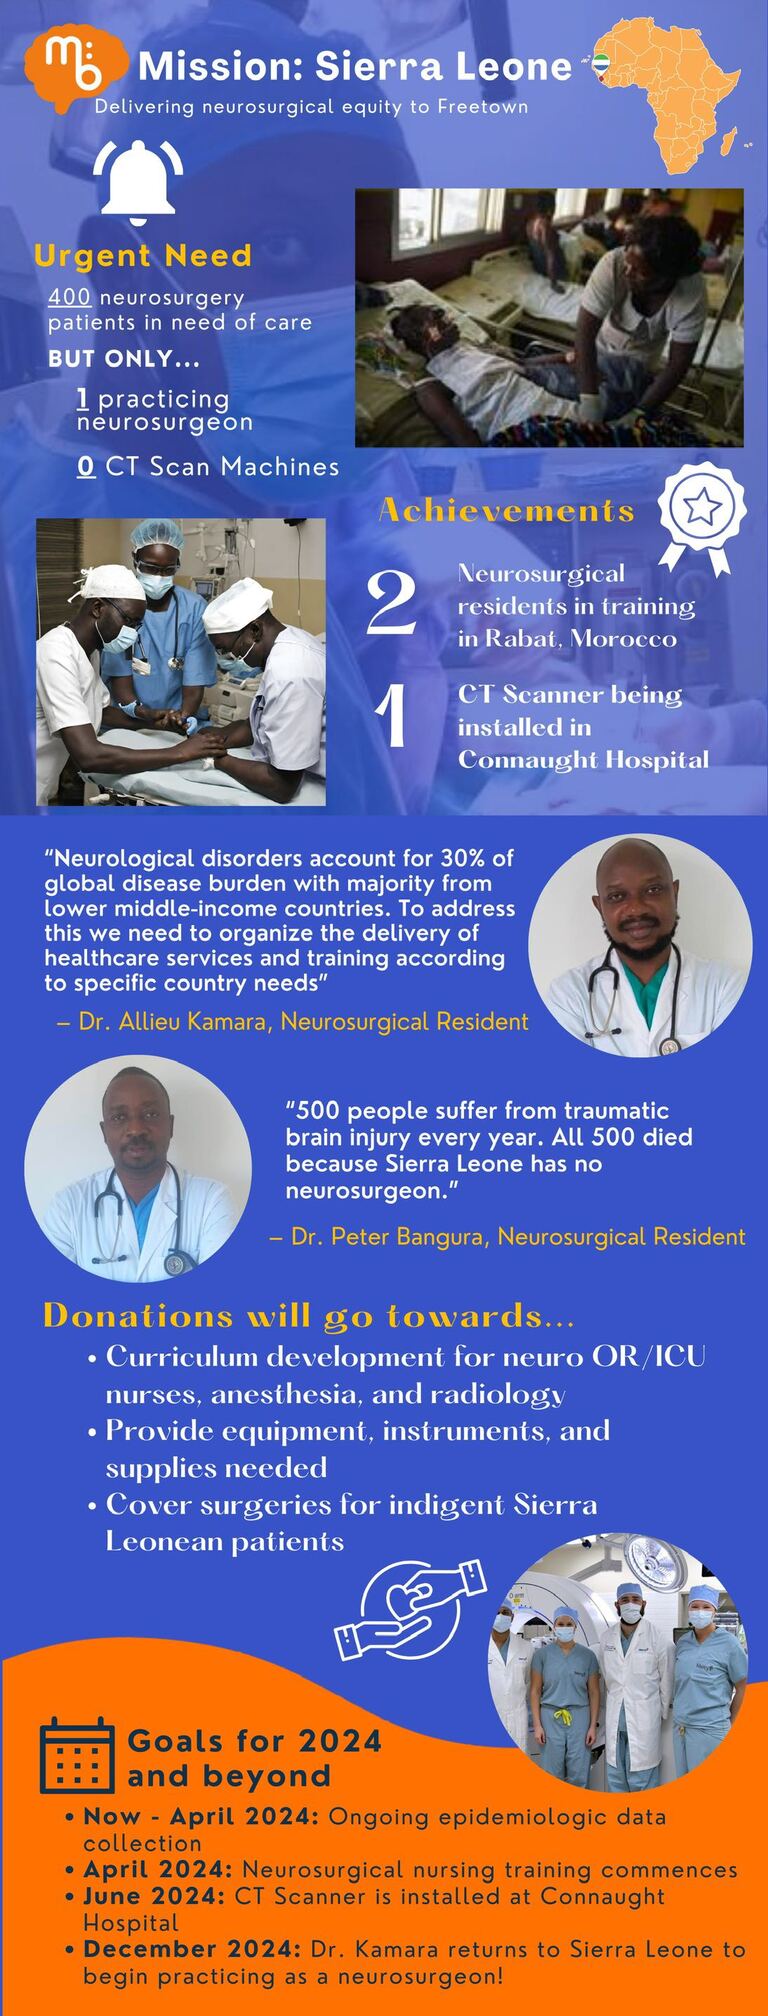 m:b
Mission: Sierra Leone
Delivering neurosurgical equity to Freetown
Urgent Need
400 neurosurgery
patients in need of care
BUT ONLY...
1 practicing
neurosurgeon
0 CT Scan Machines
Achievements
2
Neurosurgical
residents in training
in Rabat, Morocco
1
CT Scanner being
installed in
Connaught Hospital
“Neurological disorders account for 30% of
global disease burden with majority from
lower middle-income countries. To address
this we need to organize the delivery of
healthcare services and training according
to specific country needs”
– Dr. Allieu Kamara, Neurosurgical Resident
“500 people suffer from traumatic
brain injury every year. All 500 died
because Sierra Leone has no
neurosurgeon.”
– Dr. Peter Bangura, Neurosurgical Resident
Donations will go towards...
• Curriculum development for neuro OR/ICU
nurses, anesthesia, and radiology
• Provide equipment, instruments, and
supplies needed
• Cover surgeries for indigent Sierra
Leonean patients
Goals for 2024
and beyond
• Now - April 2024: Ongoing epidemiologic data
collection
• April 2024: Neurosurgical nursing training commences
• June 2024: CT Scanner is installed at Connaught
Hospital
• December 2024: Dr. Kamara returns to Sierra Leone to
begin practicing as a neurosurgeon!